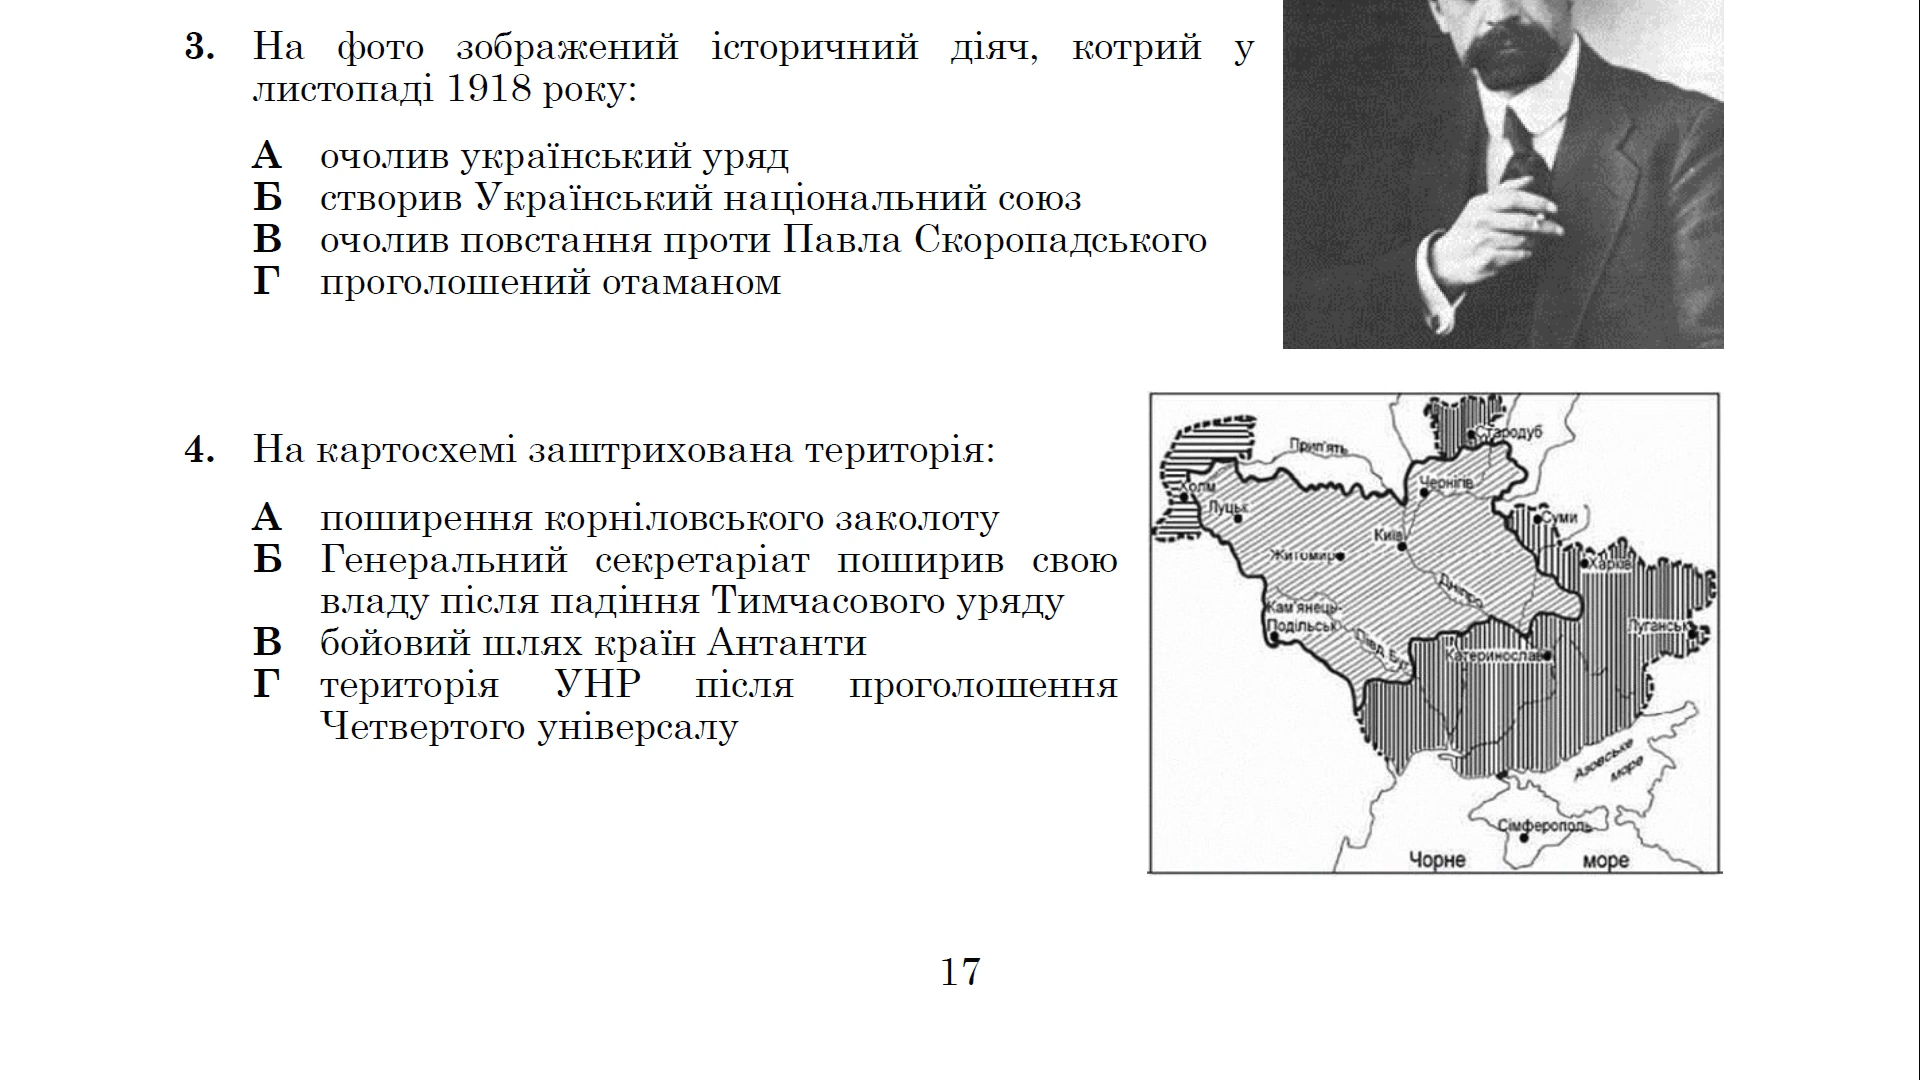 3. На фото зображений історичний діяч, котрий у
листопаді 1918 року:
А очолив український уряд
Б створив Український національний союз
В очолив повстання проти Павла Скоропадського
Г проголошений отаманом
4. На картосхемі заштрихована територія:
А поширення корніловського заколоту
Б Генеральний секретаріат поширив свою
владу після падіння Тимчасового уряду
В бойовий шлях країн Антанти
Г територія УНР після проголошення
Четвертого універсалу
Стародуб
Прип'ять
Холм
Чернігів
Луцьк
Суми
Київ
Житомир
Харків
Дніпро
Кам'янець-
Подільськ
Луганськ
Півд. Буг
Катеринослав
Азовське
море
Сімферополь
Чорне море
17